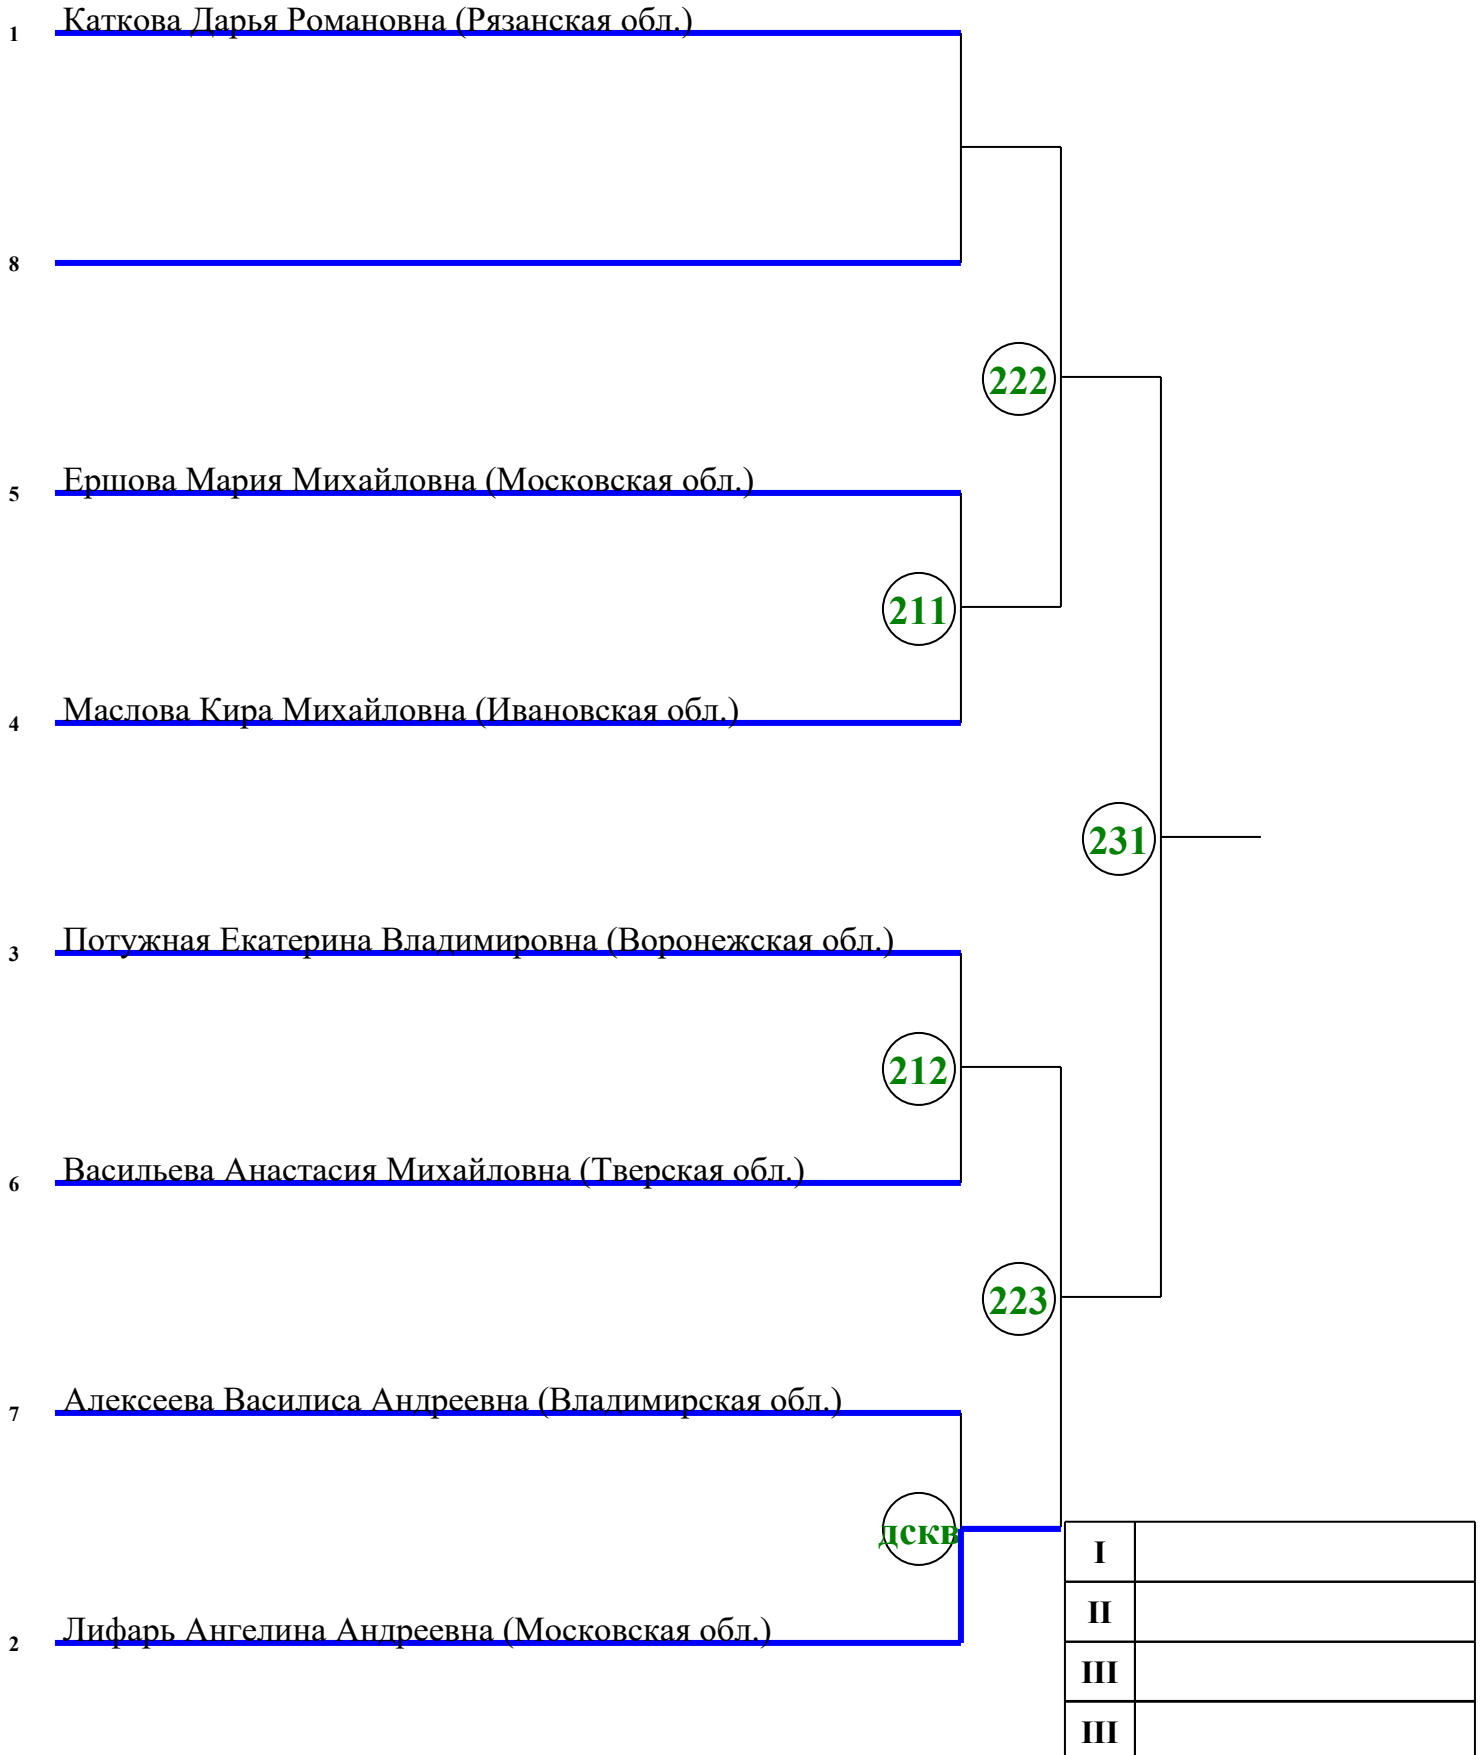 Каткова Дарья Романовна (Рязанская обл.)
1
8
222
Ершова Мария Михайловна (Московская обл.)
5
211
Маслова Кира Михайловна (Ивановская обл.)
4
231
Потужная Екатерина Владимировна (Воронежская обл.)
3
212
Васильева Анастасия Михайловна (Тверская обл.)
6
223
Алексеева Василиса Андреевна (Владимирская обл.)
7
дскв
I
II
Лифарь Ангелина Андреевна (Московская обл.)
2
III
III